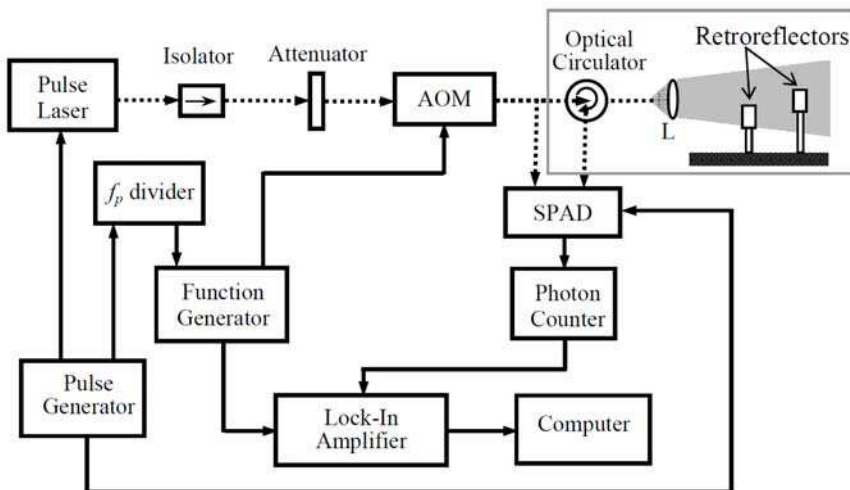 Pulse
Laser
Isolator
Attenuator
AOM
Optical
Circulator
Retroreflectors
L
fp divider
SPAD
Function
Generator
Photon
Counter
Pulse
Generator
Lock-In
Amplifier
Computer